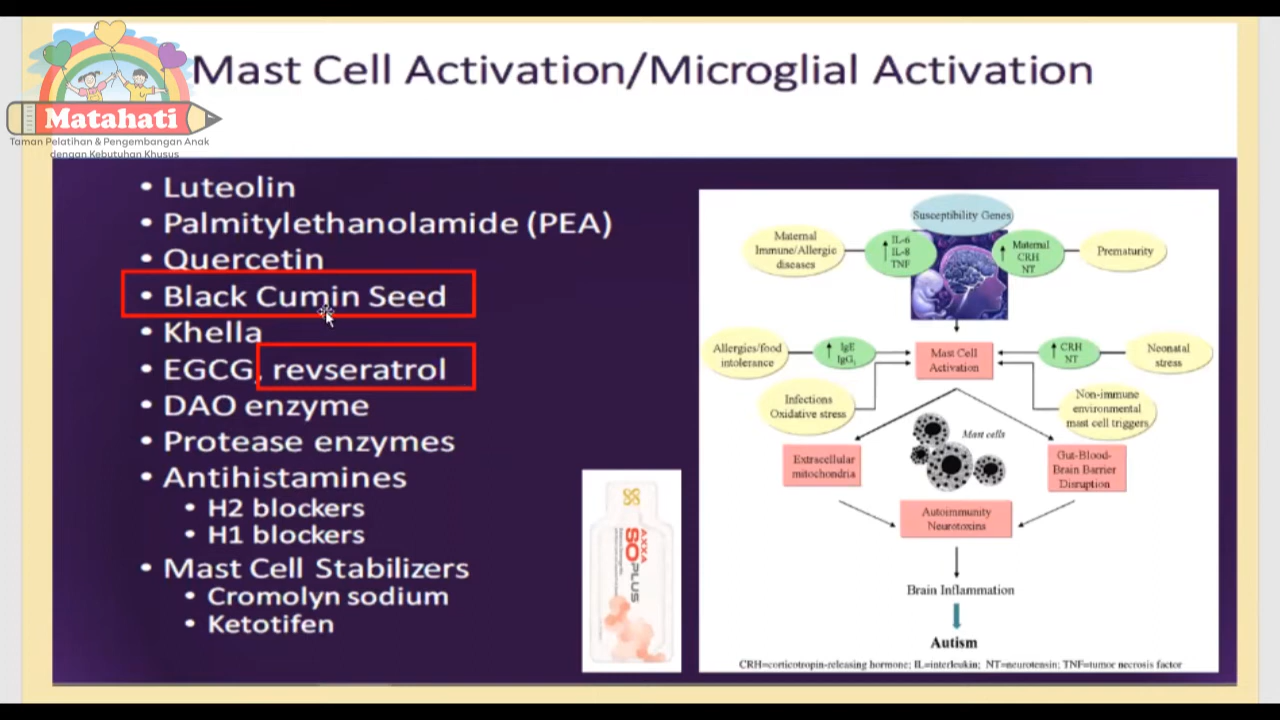 Mast Cell Activation/Microglial Activation
Matahati
Taman Pelatihan & Pengembangan Anak
dengan Kebutuhan Khusus
• Luteolin
• Palmitylethanolamide (PEA)
• Quercetin
• Black Cumin Seed
• Khella
• EGCG, revseratrol
• DAO enzyme
• Protease enzymes
• Antihistamines
• H2 blockers
• H1 blockers
• Mast Cell Stabilizers
• Cromolyn sodium
• Ketotifen
AXXA
SOPLUS
Susceptibility Genes
Maternal
Immune/Allergic
diseases
IL-6
IL-8
TNF
Maternal
CRH
NT
Prematurity
Allergies/food
intolerance
IgE
IgG₁
Mast Cell
Activation
CRH
NT
Neonatal
stress
Infections
Oxidative stress
Non-immune
environmental
mast cell triggers
Mast cells
Extracellular
mitochondria
Gut-Blood-
Brain Barrier
Disruption
Autoimmunity
Neurotoxins
Brain Inflammation
Autism
CRH=corticotropin-releasing hormone; IL=interleukin; NT=neurotensin; TNF=tumor necrosis factor